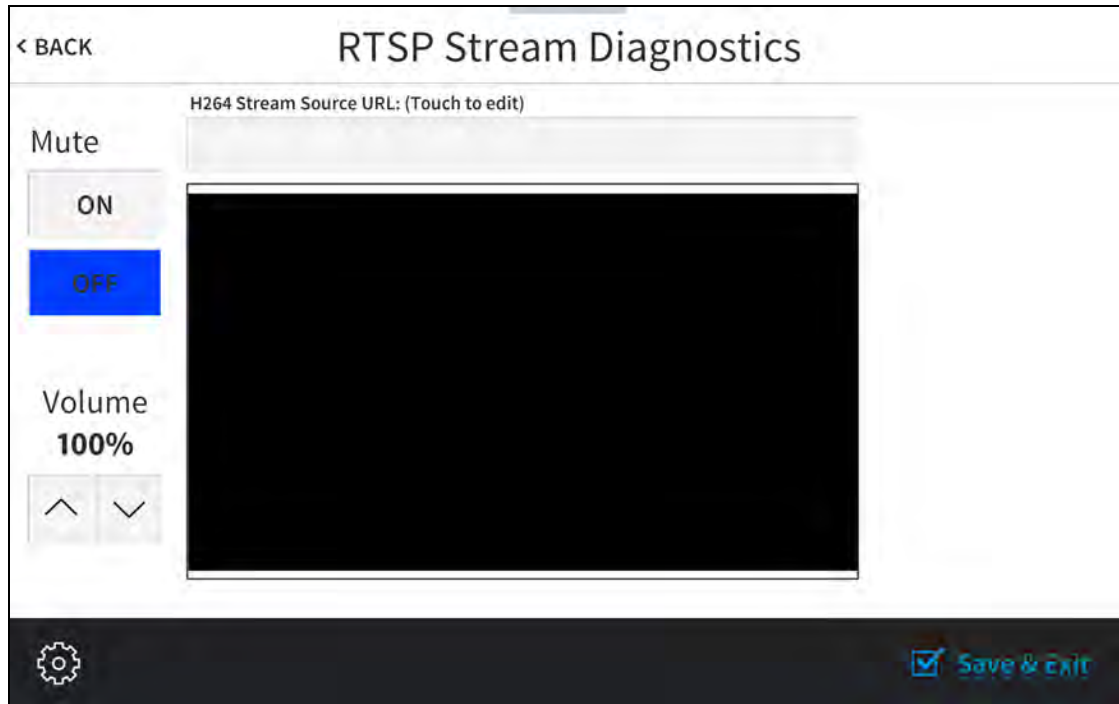 < BACK
RTSP Stream Diagnostics
H264 Stream Source URL: (Touch to edit)
Mute
ON
OFF
Volume
100%
Save & Exit